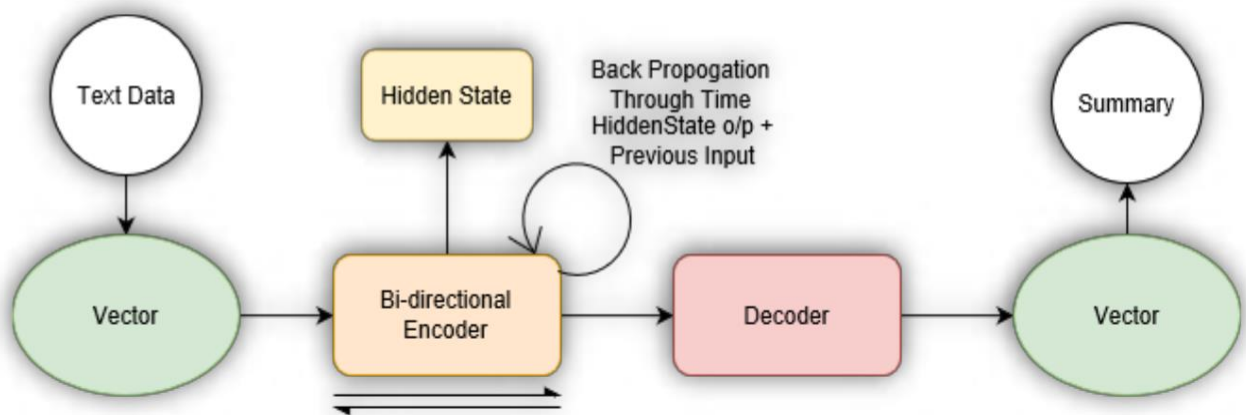 Text Data
Hidden State
Back Propogation
Through Time
HiddenState o/p +
Previous Input
Summary
Vector
Bi-directional
Encoder
Decoder
Vector